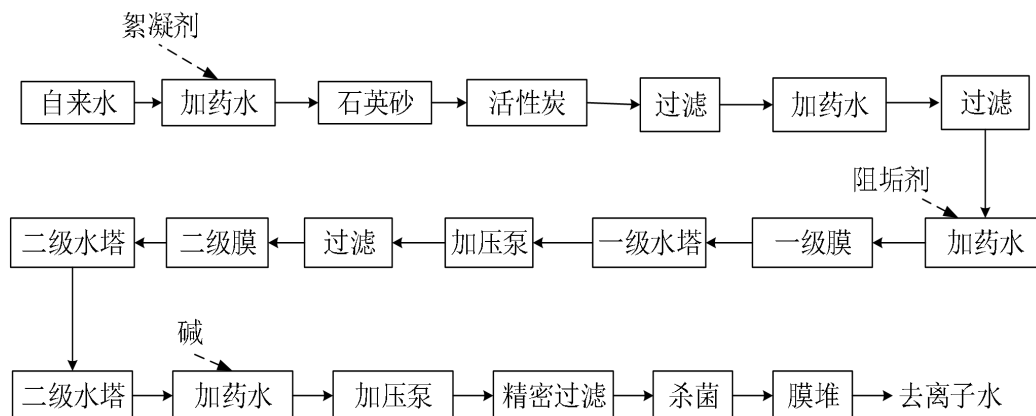 絮凝剂
自来水 加药水 石英砂 活性炭 过滤 加药水 过滤
阻垢剂
二级水塔 二级膜 过滤 加压泵 一级水塔 一级膜 加药水
碱
二级水塔 加药水 加压泵 精密过滤 杀菌 膜堆 去离子水